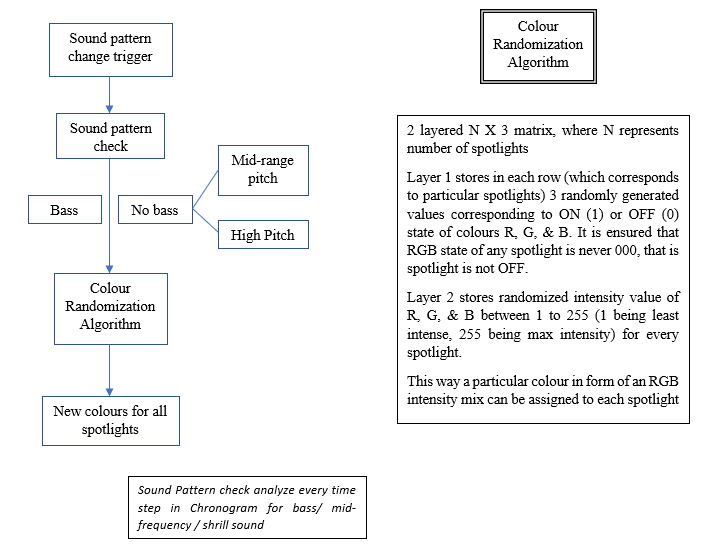 Sound pattern
change trigger
Sound pattern
check
Bass
No bass
Mid-range
pitch
High Pitch
Colour
Randomization
Algorithm
New colours for all
spotlights
Sound Pattern check analyze every time
step in Chronogram for bass/ mid-
frequency / shrill sound
Colour
Randomization
Algorithm
2 layered N X 3 matrix, where N represents
number of spotlights
Layer 1 stores in each row (which corresponds
to particular spotlights) 3 randomly generated
values corresponding to ON (1) or OFF (0)
state of colours R, G, & B. It is ensured that
RGB state of any spotlight is never 000, that is
spotlight is not OFF.
Layer 2 stores randomized intensity value of
R, G, & B between 1 to 255 (1 being least
intense, 255 being max intensity) for every
spotlight.
This way a particular colour in form of an RGB
intensity mix can be assigned to each spotlight